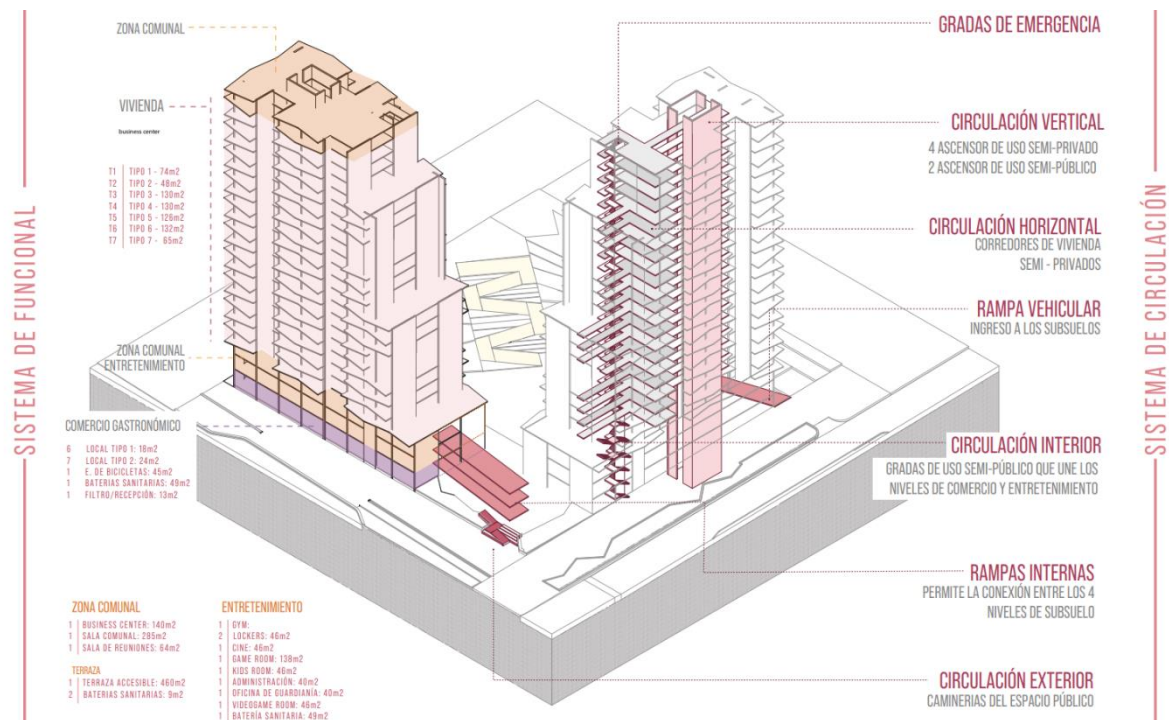 SISTEMA DE FUNCIONAL
ZONA COMUNAL
VIVIENDA
business center
T1 | TIPO 1 - 74m2
T2 | TIPO 2 - 48m2
T3 | TIPO 3 - 130m2
T4 | TIPO 4 - 130m2
T5 | TIPO 5 - 126m2
T6 | TIPO 6 - 132m2
T7 | TIPO 7 - 65m2
ZONA COMUNAL
ENTRETENIMIENTO
COMERCIO GASTRONÓMICO
6 | LOCAL TIPO 1: 16m2
7 | LOCAL TIPO 2: 24m2
1 | E. DE BICICLETAS: 45m2
1 | BATERIAS SANITARIAS: 49m2
1 | FILTRO/RECEPCIÓN: 13m2
ZONA COMUNAL
1 | BUSINESS CENTER: 140m2
1 | SALA COMUNAL: 285m2
1 | SALA DE REUNIONES: 64m2
TERRAZA
1 | TERRAZA ACCESIBLE: 460m2
2 | BATERIAS SANITARIAS: 9m2
ENTRETENIMIENTO
1 | GYM:
2 | LOCKERS: 46m2
1 | CINE: 46m2
1 | GAME ROOM: 138m2
1 | KIDS ROOM: 46m2
1 | ADMINISTRACIÓN: 40m2
1 | OFICINA DE GUARDIANÍA: 40m2
1 | VIDEOGAME ROOM: 46m2
1 | BATERÍA SANITARIA: 49m2
GRADAS DE EMERGENCIA
CIRCULACIÓN VERTICAL
4 ASCENSOR DE USO SEMI-PRIVADO
2 ASCENSOR DE USO SEMI-PÚBLICO
CIRCULACIÓN HORIZONTAL
CORREDORES DE VIVIENDA
SEMI - PRIVADOS
RAMPA VEHICULAR
INGRESO A LOS SUBSUELOS
CIRCULACIÓN INTERIOR
GRADAS DE USO SEMI-PÚBLICO QUE UNE LOS
NIVELES DE COMERCIO Y ENTRETENIMIENTO
RAMPAS INTERNAS
PERMITE LA CONEXIÓN ENTRE LOS 4
NIVELES DE SUBSUELO
CIRCULACIÓN EXTERIOR
CAMINERIAS DEL ESPACIO PÚBLICO
SISTEMA DE CIRCULACIÓN